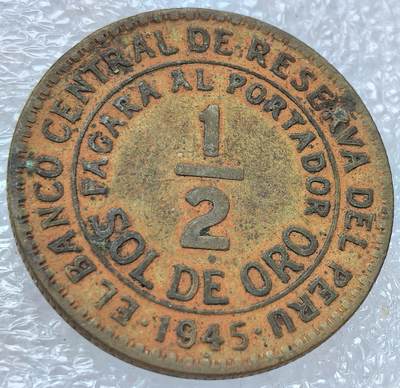 EL BANCO CENTRAL DE RESERVA DEL PERU
·1945·
PAGARA AL PORTADOR
1
2
SOL DE ORO